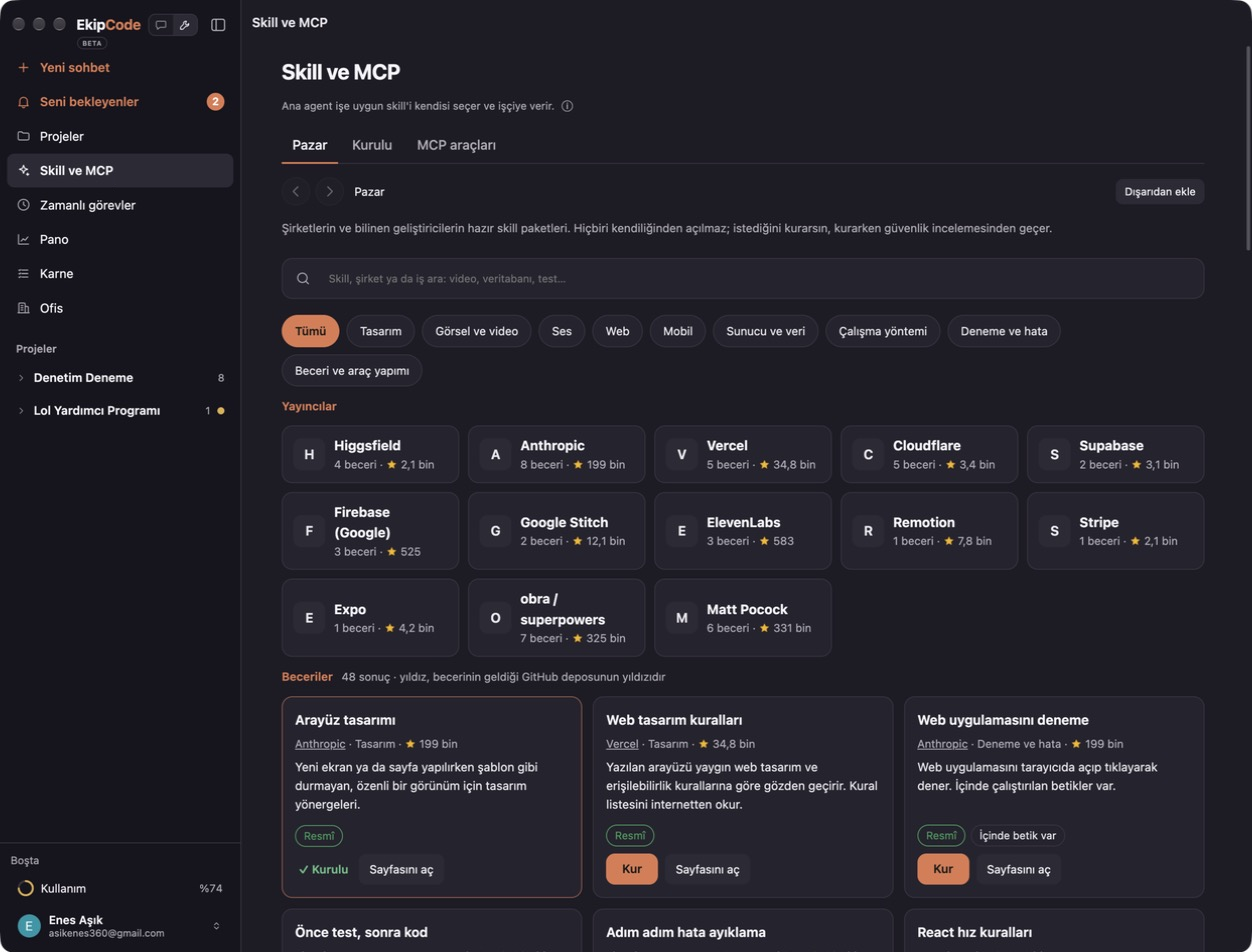 EkipCode
BETA
Yeni sohbet
Seni bekleyenler 2
Projeler
Skill ve MCP
Zamanlı görevler
Pano
Karne
Ofis
Projeler
Denetim Deneme 8
Lol Yardımcı Programı 1
Boşta
Kullanım %74
E
Enes Aşık
asikenes360@gmail.com
Skill ve MCP
Skill ve MCP
Ana agent işe uygun skill'i kendisi seçer ve işçiye verir.
Pazar Kurulu MCP araçları
Pazar
Dışarıdan ekle
Şirketlerin ve bilinen geliştiricilerin hazır skill paketleri. Hiçbiri kendiliğinden açılmaz; istediğini kurarsın, kurarken güvenlik incelemesinden geçer.
Skill, şirket ya da iş ara: video, veritabanı, test...
Tümü Tasarım Görsel ve video Ses Web Mobil Sunucu ve veri Çalışma yöntemi Deneme ve hata
Beceri ve araç yapımı
Yayıncılar
H
Higgsfield
4 beceri · ★ 2,1 bin
A
Anthropic
8 beceri · ★ 199 bin
V
Vercel
5 beceri · ★ 34,8 bin
C
Cloudflare
5 beceri · ★ 3,4 bin
S
Supabase
2 beceri · ★ 3,1 bin
F
Firebase
(Google)
3 beceri · ★ 525
G
Google Stitch
2 beceri · ★ 12,1 bin
E
ElevenLabs
3 beceri · ★ 583
R
Remotion
1 beceri · ★ 7,8 bin
S
Stripe
1 beceri · ★ 2,1 bin
E
Expo
1 beceri · ★ 4,2 bin
O
obra /
superpowers
7 beceri · ★ 325 bin
M
Matt Pocock
6 beceri · ★ 331 bin
Beceriler 48 sonuç · yıldız, becerinin geldiği GitHub deposunun yıldızıdır
Arayüz tasarımı
Anthropic · Tasarım · ★ 199 bin
Yeni ekran ya da sayfa yapılırken şablon gibi
durmayan, özenli bir görünüm için tasarım
yönergeleri.
Resmî
✓ Kurulu Sayfasını aç
Web tasarım kuralları
Vercel · Tasarım · ★ 34,8 bin
Yazılan arayüzü yaygın web tasarım ve
erişilebilirlik kurallarına göre gözden geçirir. Kural
listesini internetten okur.
Resmî
Kur Sayfasını aç
Web uygulamasını deneme
Anthropic · Deneme ve hata · ★ 199 bin
Web uygulamasını tarayıcıda açıp tıklayarak
dener. İçinde çalıştırılan betikler var.
Resmî İçinde betik var
Kur Sayfasını aç
Önce test, sonra kod
Adım adım hata ayıklama
React hız kuralları